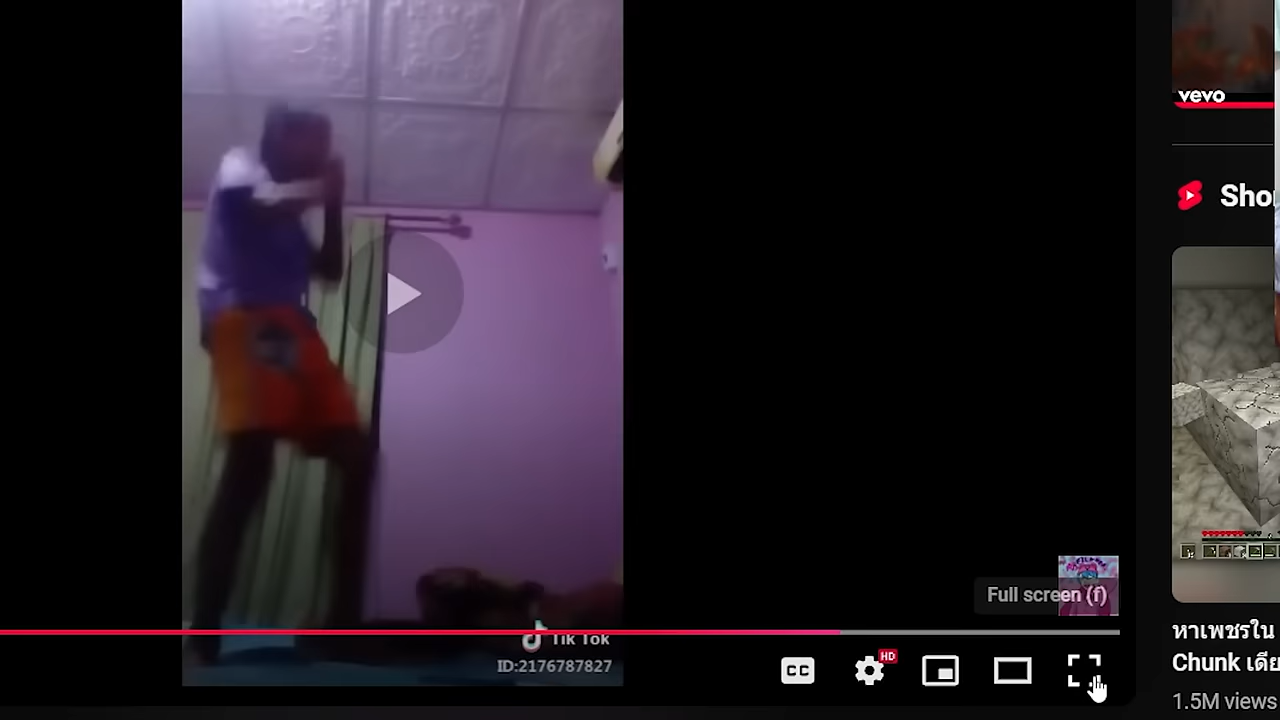 vevo
Sho
Full screen (f)
Tik Tok
ID:2176787827
CC
HD
หาเพชรใน
Chunk เดีย
1.5M views